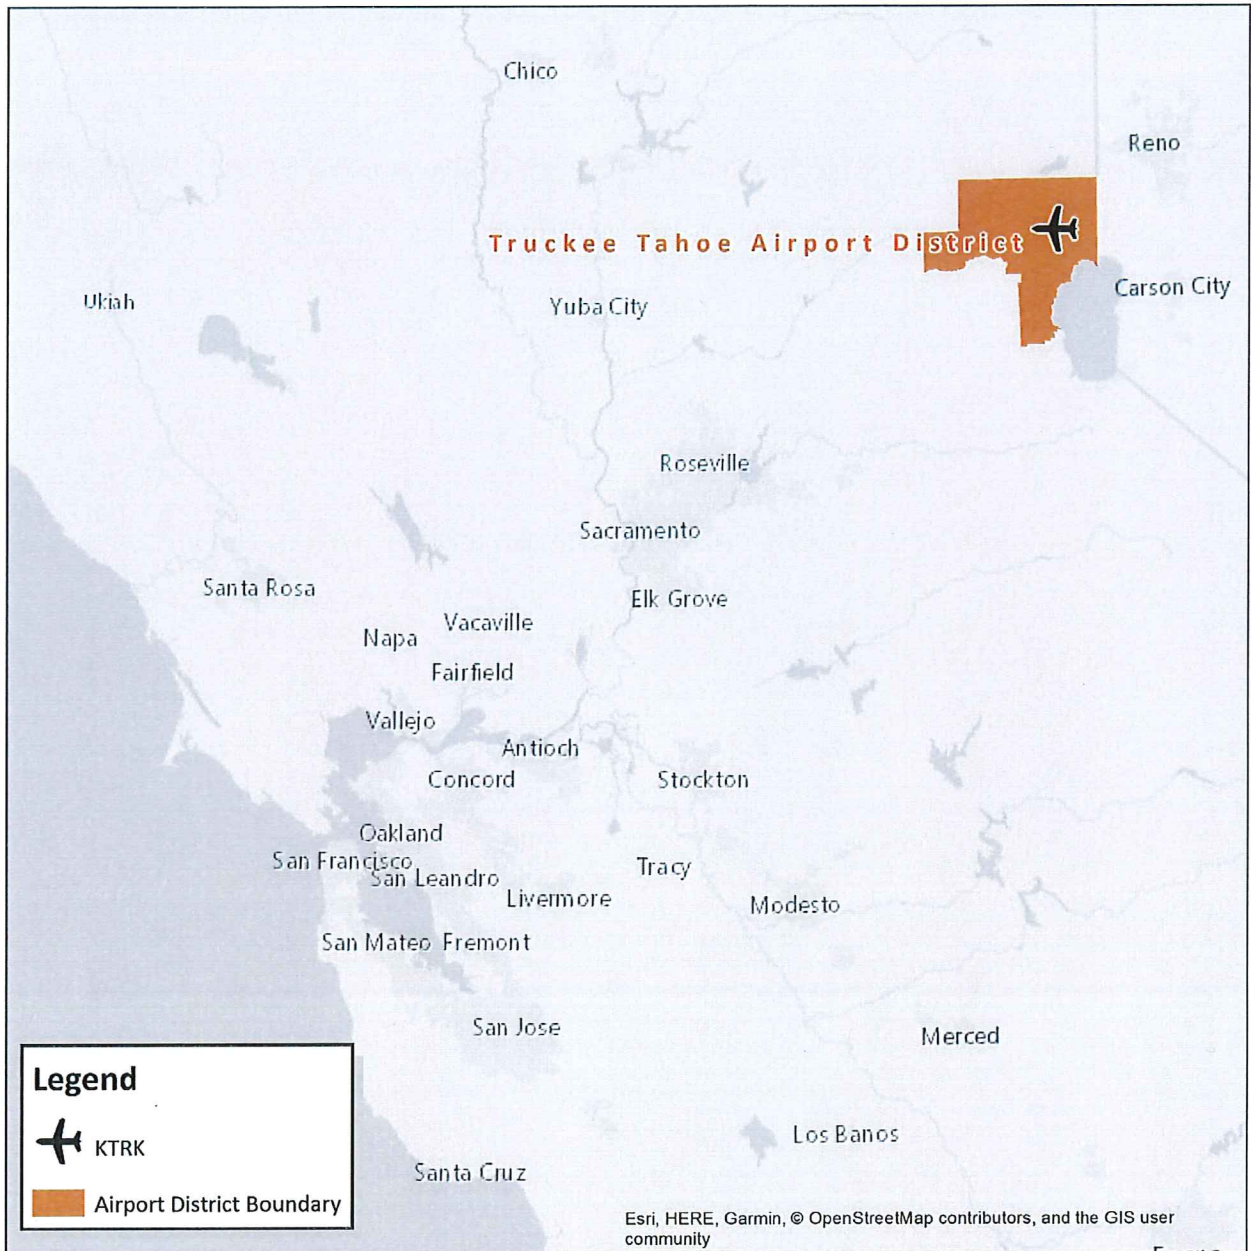 Chico
Reno
Truckee Tahoe Airport District
Carson City
Ukiah
Yuba City
Roseville
Sacramento
Santa Rosa
Elk Grove
Vacaville
Napa
Fairfield
Vallejo
Antioch
Concord
Stockton
Oakland
San Francisco
San Leandro
Tracy
Livermore
Modesto
San Mateo
Fremont
San Jose
Merced
Los Banos
Santa Cruz
Legend
KTRK
Airport District Boundary
Esri, HERE, Garmin, © OpenStreetMap contributors, and the GIS user
community